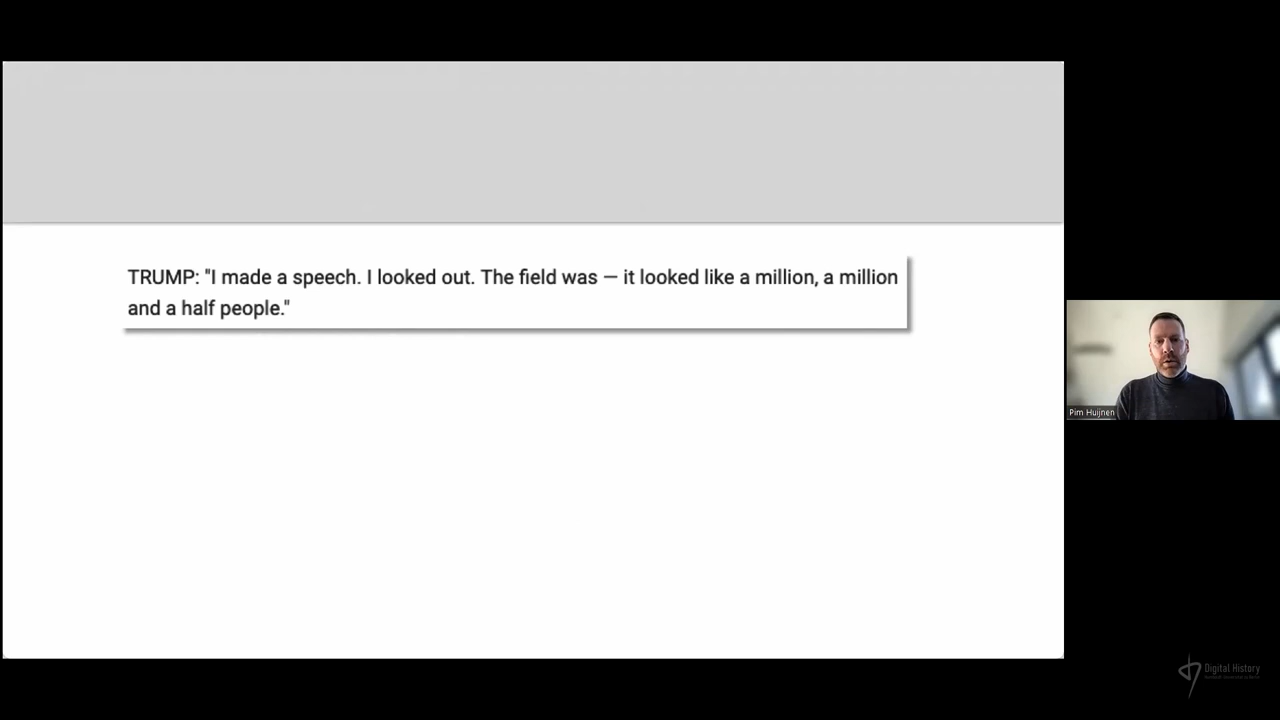 TRUMP: "I made a speech. I looked out. The field was — it looked like a million, a million
and a half people."
Pim Huijnen
Digital History